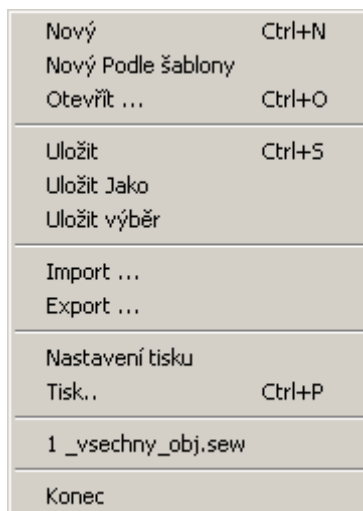 Nový Ctrl+N
Nový Podle šablony
Otevřít ... Ctrl+O
Uložit Ctrl+S
Uložit Jako
Uložit výběr
Import ...
Export ...
Nastavení tisku
Tisk.. Ctrl+P
1 _vsechny_obj.sew
Konec